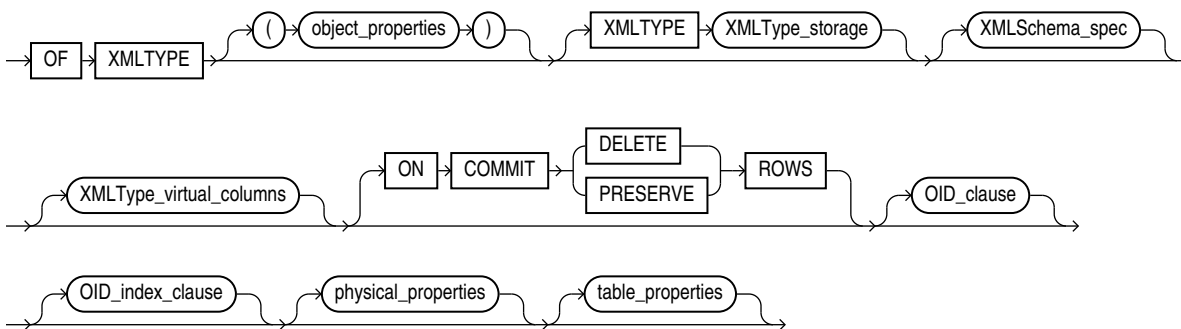 ( object_properties ) XMLTYPE XMLType_storage XMLSchema_spec
OF XMLTYPE
DELETE
ON COMMIT ROWS
XMLType_virtual_columns PRESERVE OID_clause
OID_index_clause physical_properties table_properties